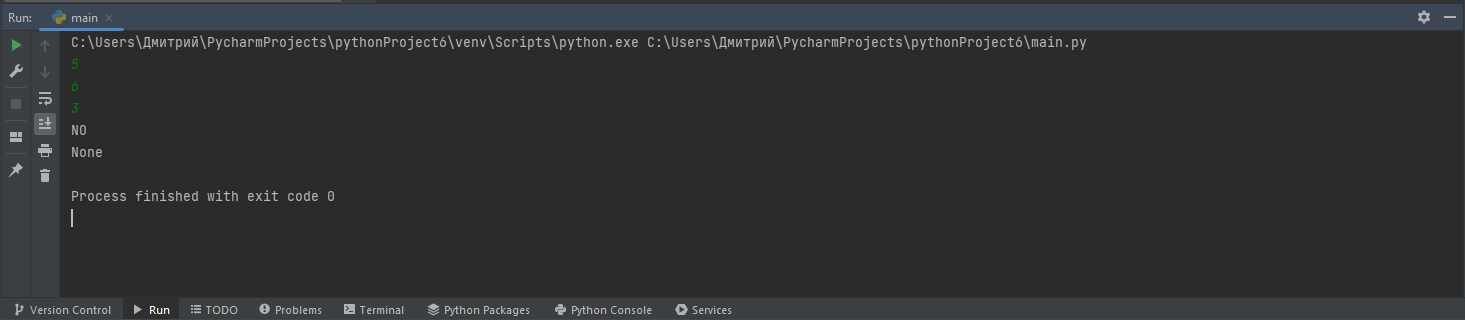 Run: main
C:\Users\Дмитрий\PycharmProjects\pythonProject6\venv\Scripts\python.exe C:\Users\Дмитрий\PycharmProjects\pythonProject6\main.py
5
6
3
NO
None
Process finished with exit code 0
Version Control Run TODO Problems Terminal Python Packages Python Console Services